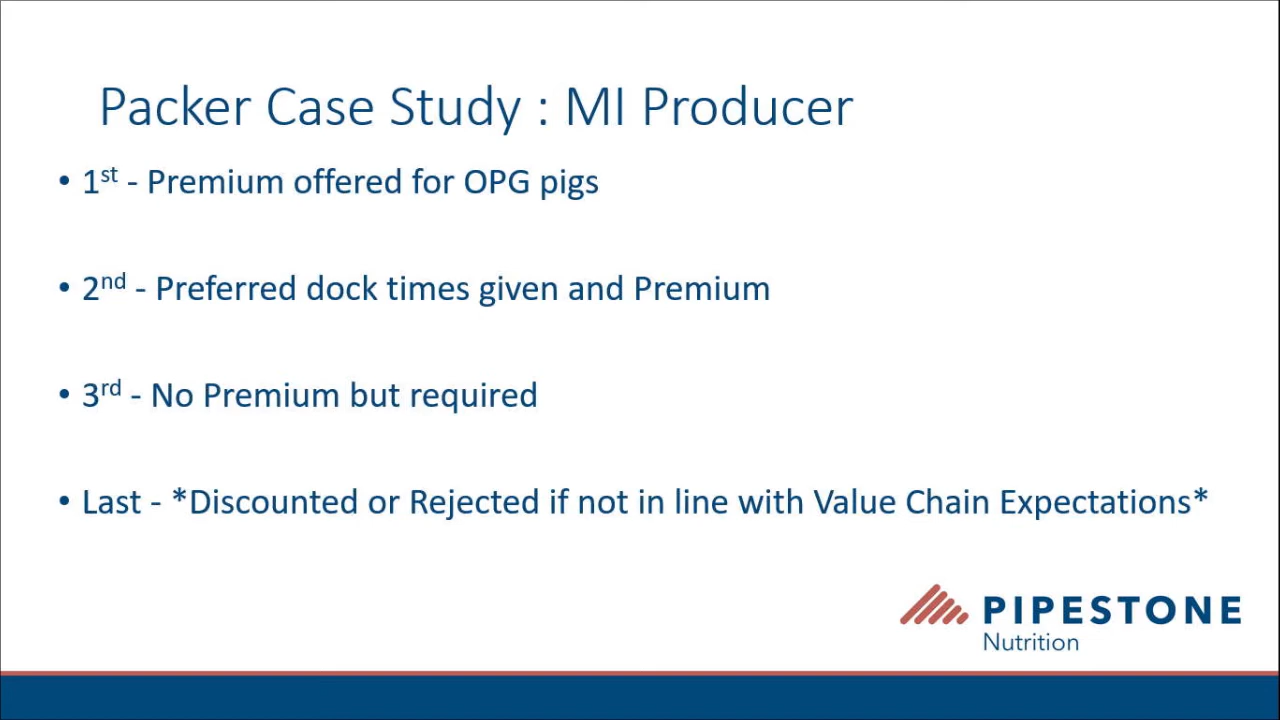 Packer Case Study : MI Producer
• 1st - Premium offered for OPG pigs
• 2nd - Preferred dock times given and Premium
• 3rd - No Premium but required
• Last - *Discounted or Rejected if not in line with Value Chain Expectations*
PIPESTONE
Nutrition